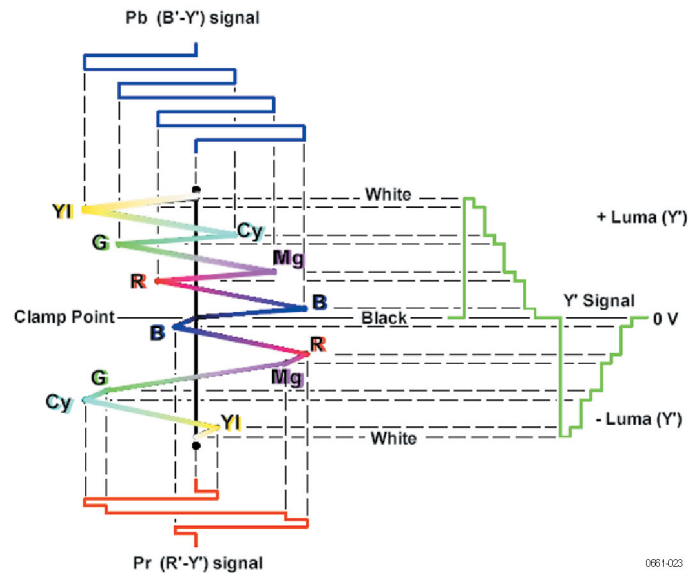 Pb (B'-Y') signal
White
Yl
+ Luma (Y')
Cy
G
Mg
R
B
Y' Signal
Clamp Point
Black
0 V
B
R
G
Mg
Cy
- Luma (Y')
Yl
White
Pr (R'-Y') signal
0661-023